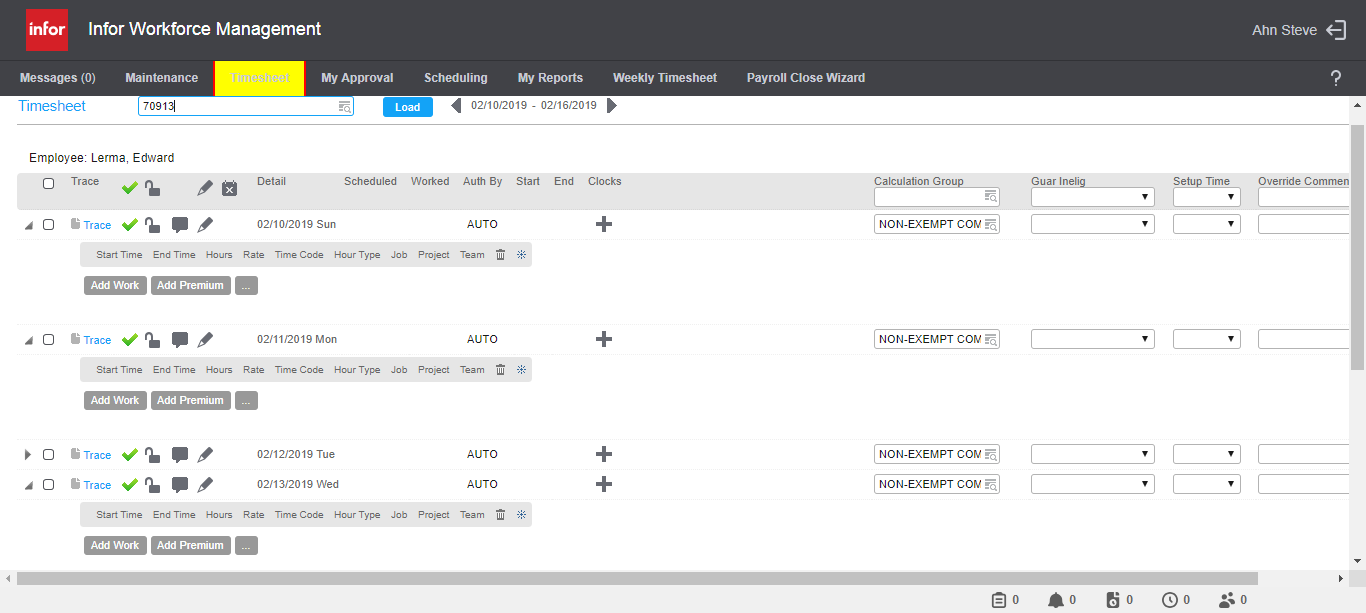 infor Infor Workforce Management Ahn Steve
Messages (0) Maintenance Timesheet My Approval Scheduling My Reports Weekly Timesheet Payroll Close Wizard ?
Timesheet 70913 Load 02/10/2019 - 02/16/2019
Employee: Lerma, Edward
Trace Detail Scheduled Worked Auth By Start End Clocks Calculation Group Guar Inelig Setup Time Override Commen
Trace 02/10/2019 Sun AUTO NON-EXEMPT COM
Start Time End Time Hours Rate Time Code Hour Type Job Project Team
Add Work Add Premium ...
Trace 02/11/2019 Mon AUTO NON-EXEMPT COM
Start Time End Time Hours Rate Time Code Hour Type Job Project Team
Add Work Add Premium ...
Trace 02/12/2019 Tue AUTO NON-EXEMPT COM
Trace 02/13/2019 Wed AUTO NON-EXEMPT COM
Start Time End Time Hours Rate Time Code Hour Type Job Project Team
Add Work Add Premium ...
0 0 0 0 0